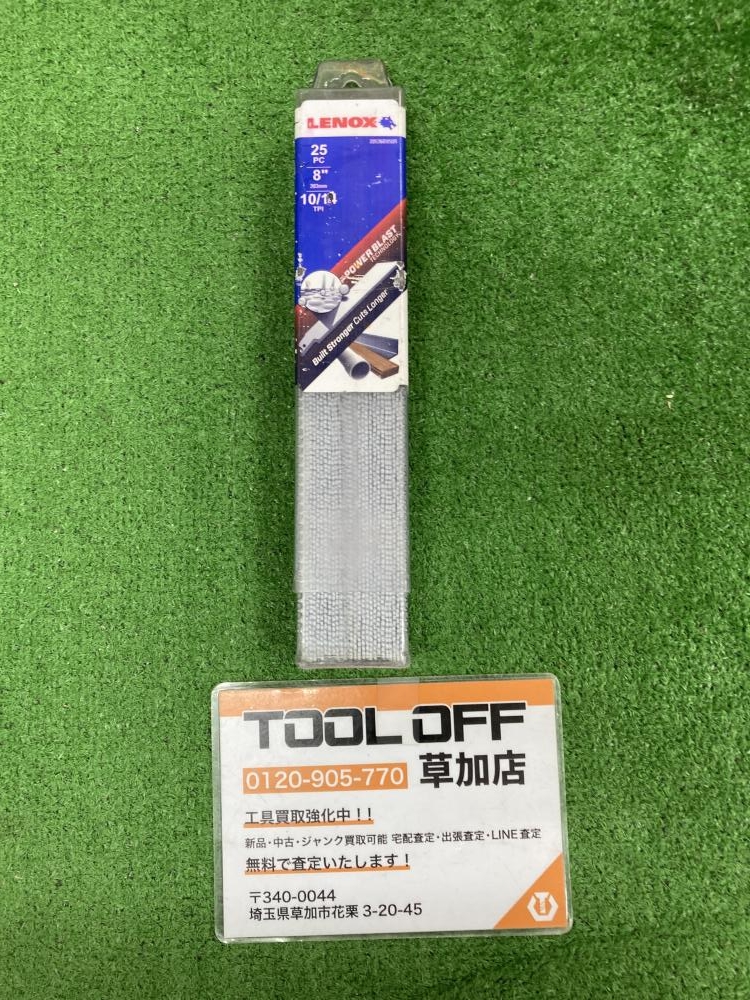 LENOX
25
PC
8"
203mm
10/14
TPI
POWER BLAST
TECHNOLOGY
Built Stronger Cuts Longer
TOOL OFF
0120-905-770 草加店
工具買取強化中!!
新品・中古・ジャンク買取可能 宅配査定・出張査定・LINE査定
無料で査定いたします!
〒340-0044
埼玉県草加市花栗 3-20-45